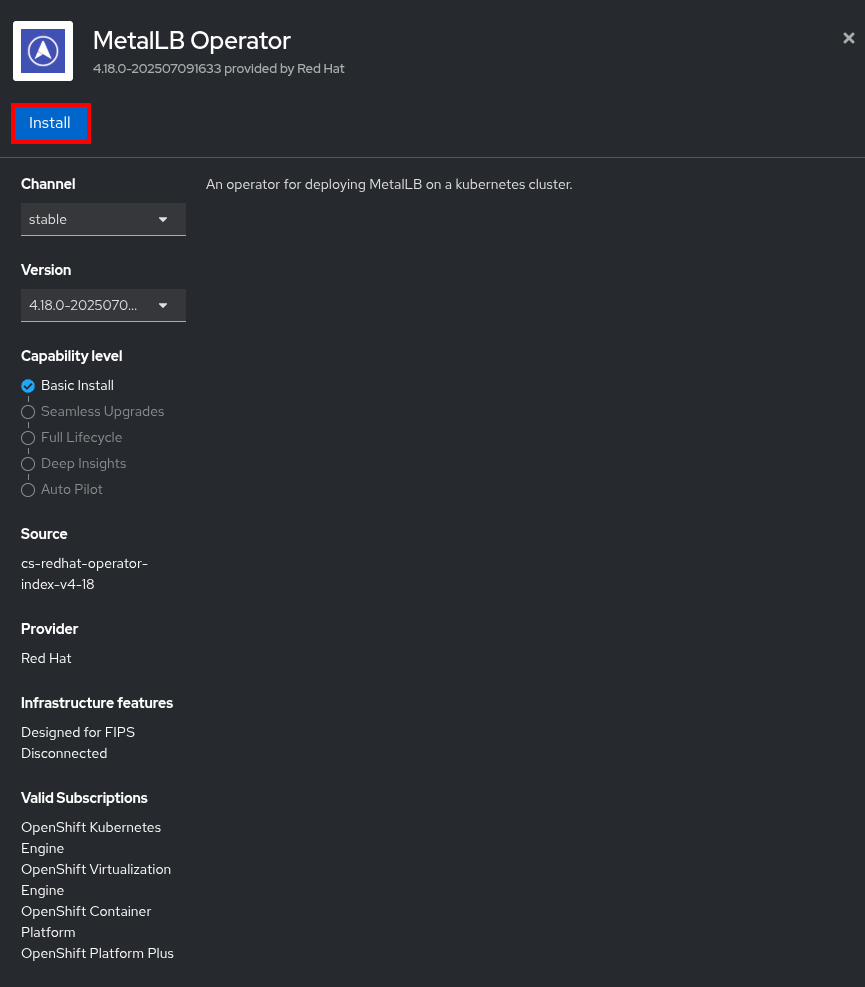 MetalLB Operator
4.18.0-202507091633 provided by Red Hat
Install
Channel
An operator for deploying MetalLB on a kubernetes cluster.
stable
Version
4.18.0-2025070...
Capability level
Basic Install
Seamless Upgrades
Full Lifecycle
Deep Insights
Auto Pilot
Source
cs-redhat-operator-
index-v4-18
Provider
Red Hat
Infrastructure features
Designed for FIPS
Disconnected
Valid Subscriptions
OpenShift Kubernetes
Engine
OpenShift Virtualization
Engine
OpenShift Container
Platform
OpenShift Platform Plus